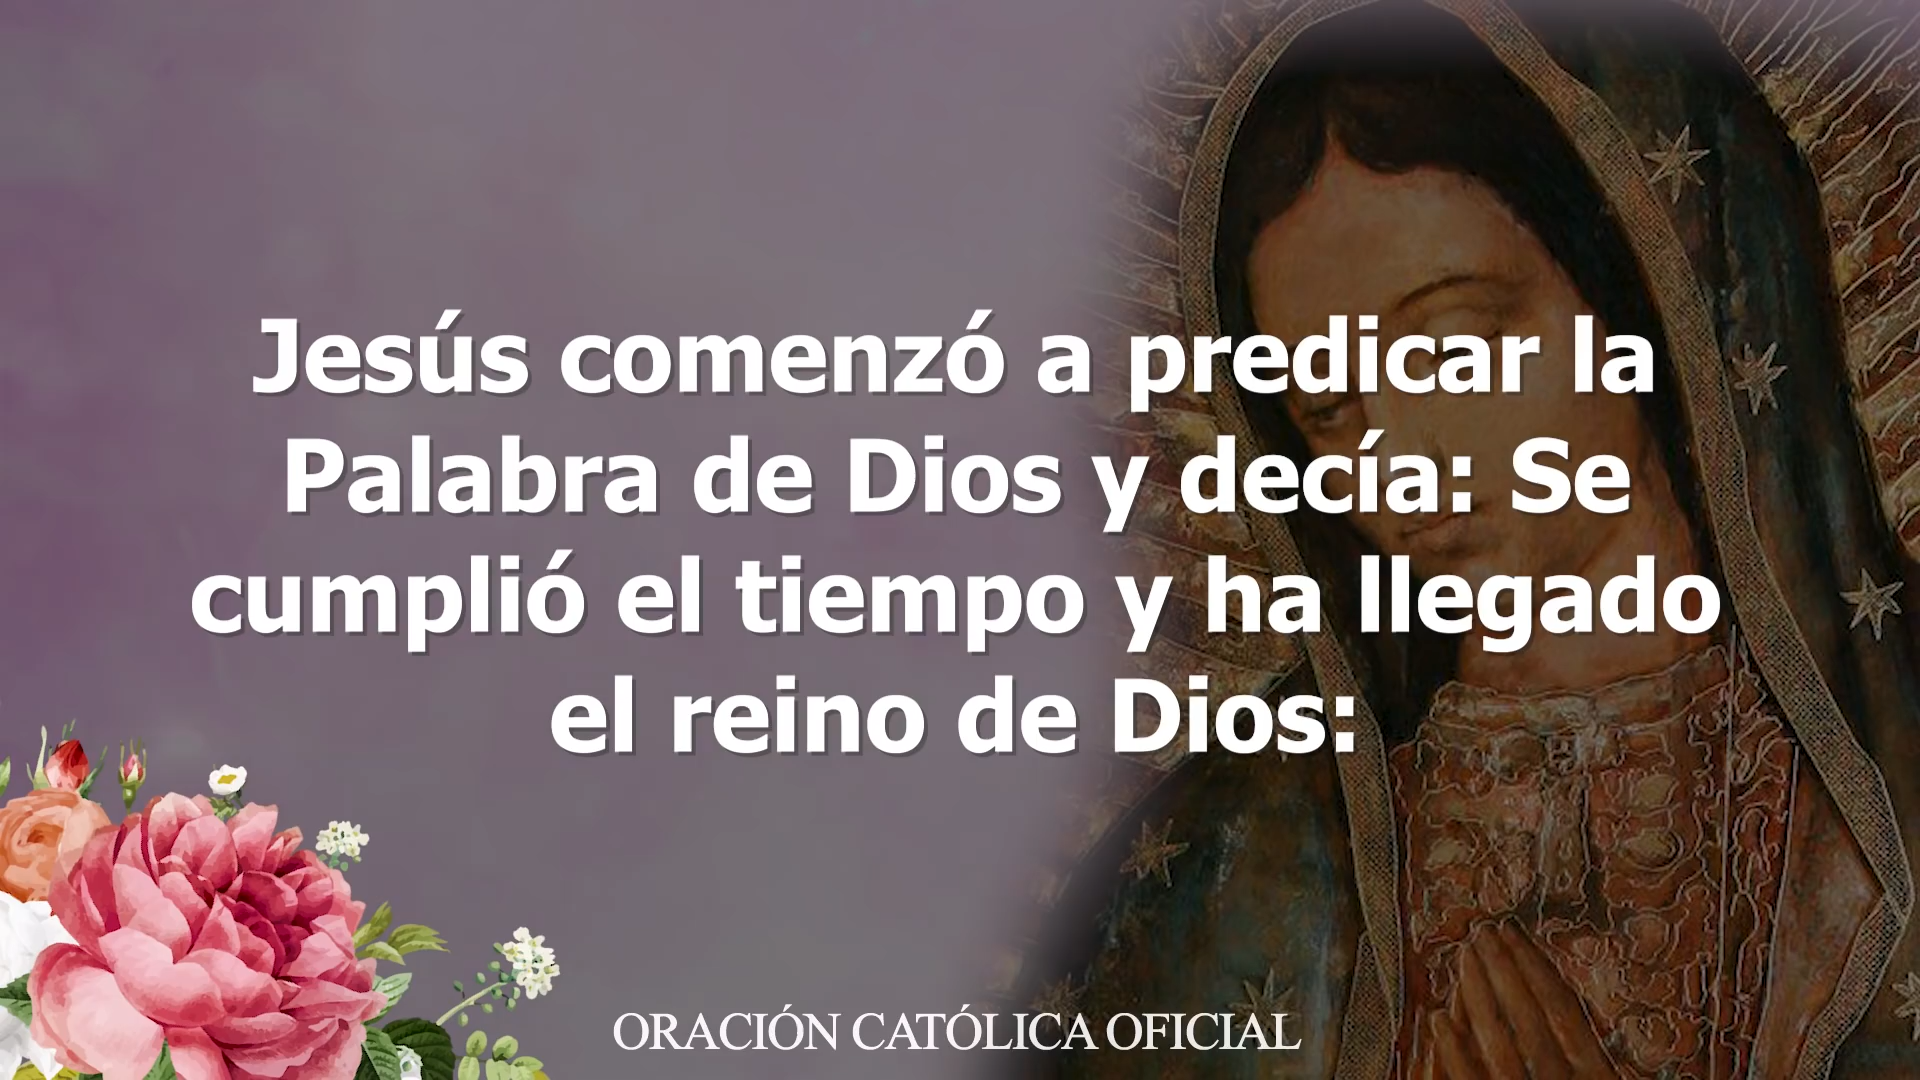 Jesús comenzó a predicar la
Palabra de Dios y decía: Se
cumplió el tiempo y ha llegado
el reino de Dios:
ORACIÓN CATÓLICA OFICIAL